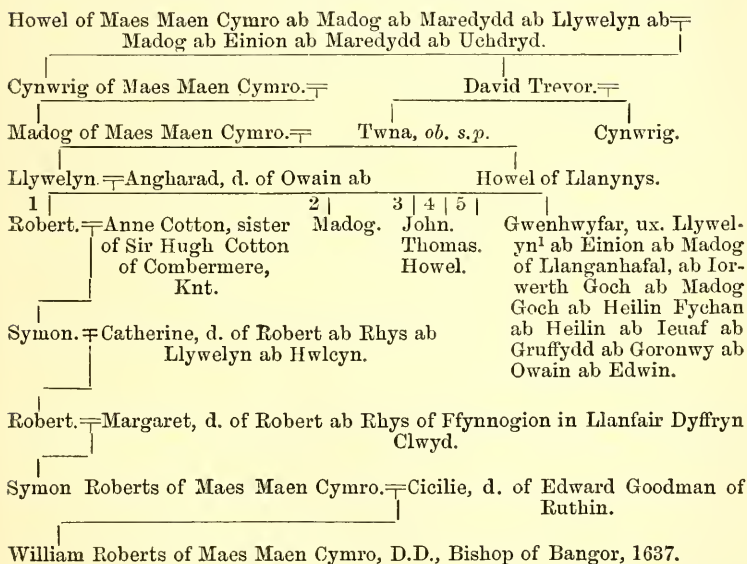 Howel of Maes Maen Cymro ab Madog ab Maredydd ab Llywelyn ab
Madog ab Einion ab Maredydd ab Uchdryd.
Cynwrig of Maes Maen Cymro. David Trevor.
Madog of Maes Maen Cymro. Twna, ob. s.p. Cynwrig.
Llywelyn. Angharad, d. of Owain ab Howel of Llanynys.
1 2 3 4 5
Robert. Anne Cotton, sister Madog. John. Gwenhwyfar, ux. Llywel-
of Sir Hugh Cotton Thomas. yn¹ ab Einion ab Madog
of Combermere, Howel. of Llanganhafal, ab Ior-
Knt. werth Goch ab Madog
Goch ab Heilin Fychan
Symon. Catherine, d. of Robert ab Rhys ab ab Heilin ab Ieuaf ab
Llywelyn ab Hwlcyn. Gruffydd ab Goronwy ab
Owain ab Edwin.
Robert. Margaret, d. of Robert ab Rhys of Ffynnogion in Llanfair Dyffryn
Clwyd.
Symon Roberts of Maes Maen Cymro. Cicilie, d. of Edward Goodman of
Ruthin.
William Roberts of Maes Maen Cymro, D.D., Bishop of Bangor, 1637.